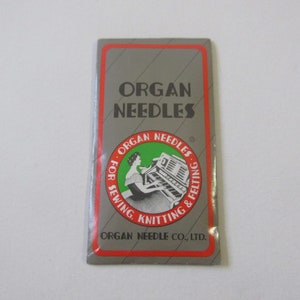 ORGAN
NEEDLES
· ORGAN NEEDLES ·
FOR SEWING, KNITTING & FELTING
®
ORGAN NEEDLE CO., LTD.